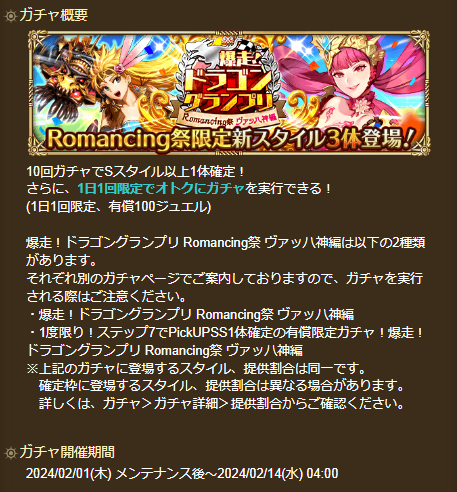 ガチャ概要
爆走!
ドラゴン
グランプリ
Romancing祭 ヴァッハ神編
Romancing祭限定新スタイル3体登場!
10回ガチャでSスタイル以上1体確定！
さらに、1日1回限定でオトクにガチャを実行できる！
(1日1回限定、有償100ジュエル)
爆走！ドラゴングランプリ Romancing祭 ヴァッハ神編は以下の2種類
があります。
それぞれ別のガチャページでご案内しておりますので、ガチャを実行
される際はご注意ください。
・爆走！ドラゴングランプリ Romancing祭 ヴァッハ神編
・1度限り！ステップ7でPickUPSS1体確定の有償限定ガチャ！爆走！
ドラゴングランプリ Romancing祭 ヴァッハ神編
※上記のガチャに登場するスタイル、提供割合は同一です。
確定枠に登場するスタイル、提供割合は異なる場合があります。
詳しくは、ガチャ＞ガチャ詳細＞提供割合からご確認ください。
ガチャ開催期間
2024/02/01(木) メンテナンス後～2024/02/14(水) 04:00